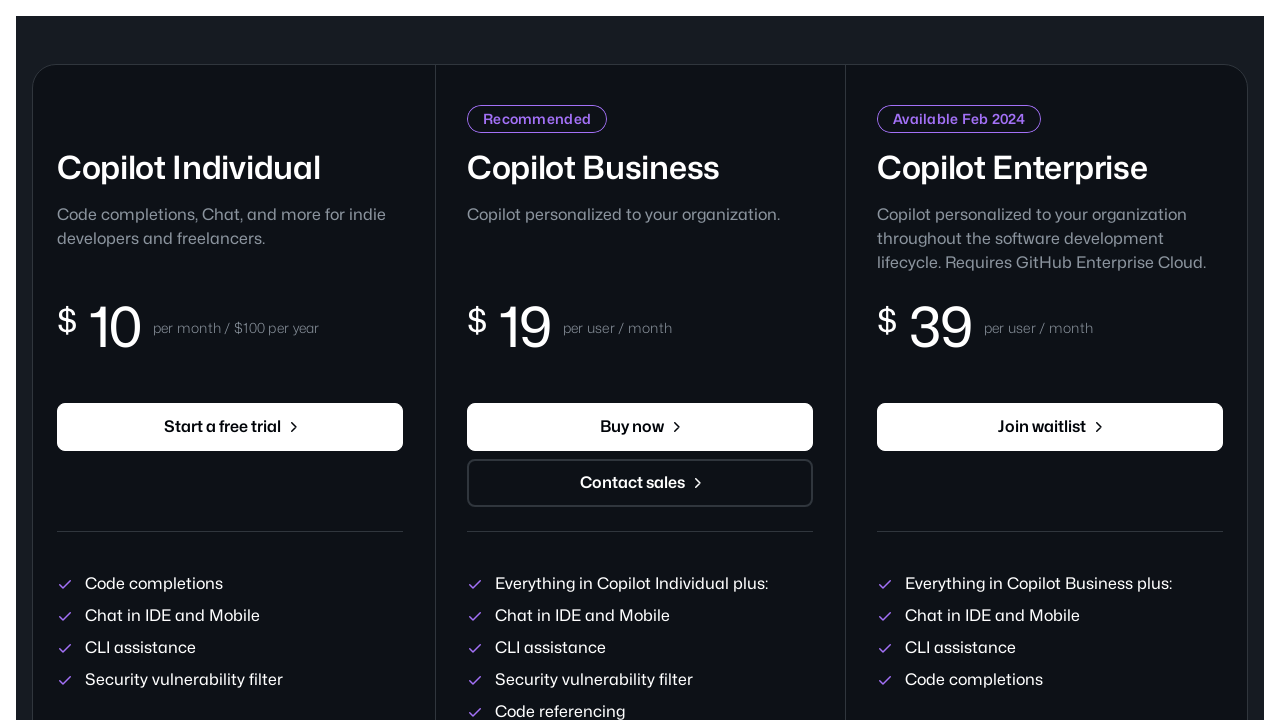 Copilot Individual
Code completions, Chat, and more for indie
developers and freelancers.
$ 10 per month / $100 per year
Start a free trial
Code completions
Chat in IDE and Mobile
CLI assistance
Security vulnerability filter
Recommended
Copilot Business
Copilot personalized to your organization.
$ 19 per user / month
Buy now
Contact sales
Everything in Copilot Individual plus:
Chat in IDE and Mobile
CLI assistance
Security vulnerability filter
Code referencing
Available Feb 2024
Copilot Enterprise
Copilot personalized to your organization
throughout the software development
lifecycle. Requires GitHub Enterprise Cloud.
$ 39 per user / month
Join waitlist
Everything in Copilot Business plus:
Chat in IDE and Mobile
CLI assistance
Code completions